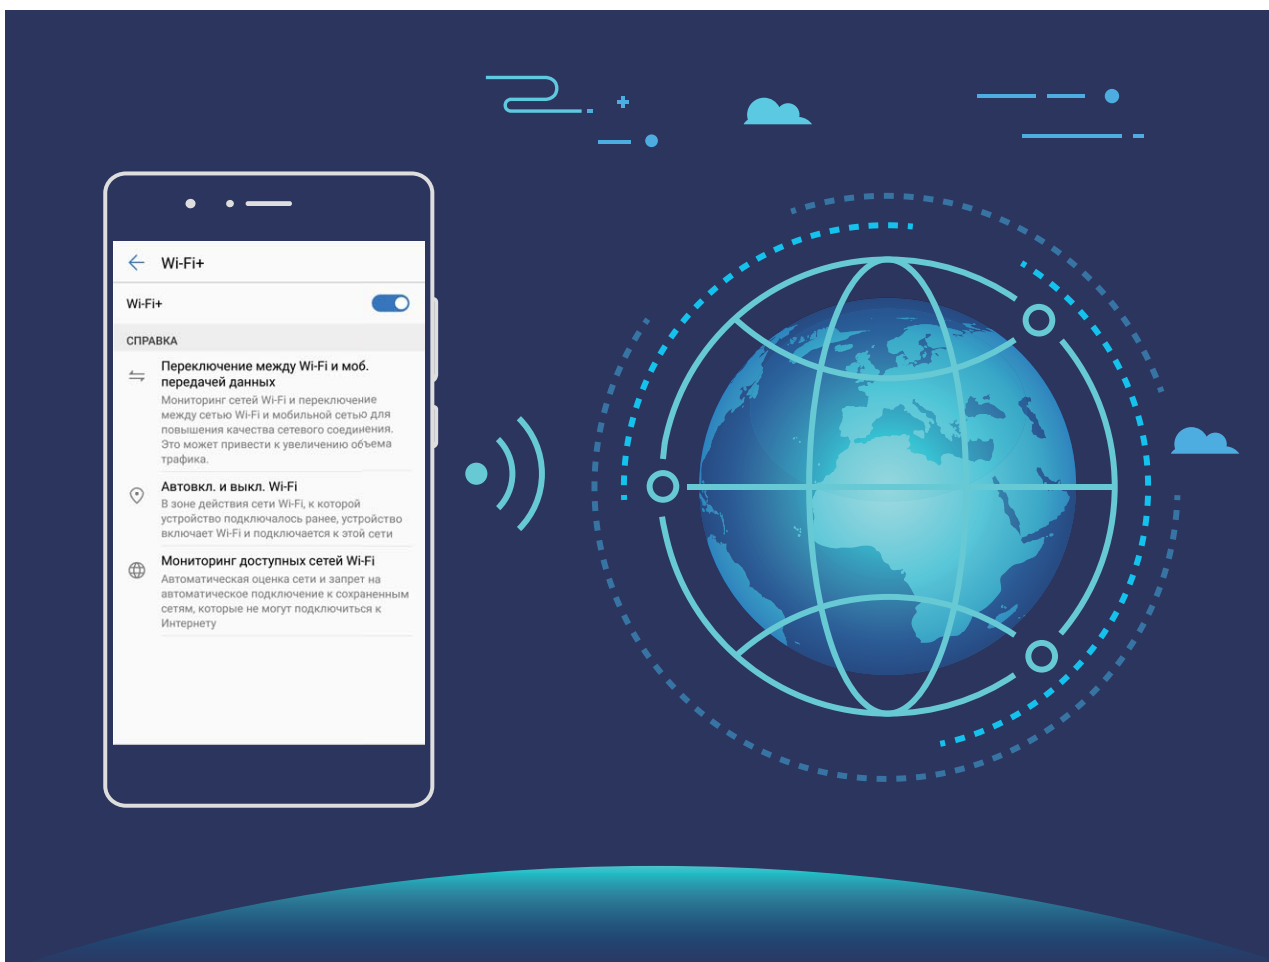 Wi-Fi+
Wi-Fi+
СПРАВКА
Переключение между Wi-Fi и моб.
передачей данных
Мониторинг сетей Wi-Fi и переключение
между сетью Wi-Fi и мобильной сетью для
повышения качества сетевого соединения.
Это может привести к увеличению объема
трафика.
Автовкл. и выкл. Wi-Fi
В зоне действия сети Wi-Fi, к которой
устройство подключалось ранее, устройство
включает Wi-Fi и подключается к этой сети
Мониторинг доступных сетей Wi-Fi
Автоматическая оценка сети и запрет на
автоматическое подключение к сохраненным
сетям, которые не могут подключиться к
Интернету